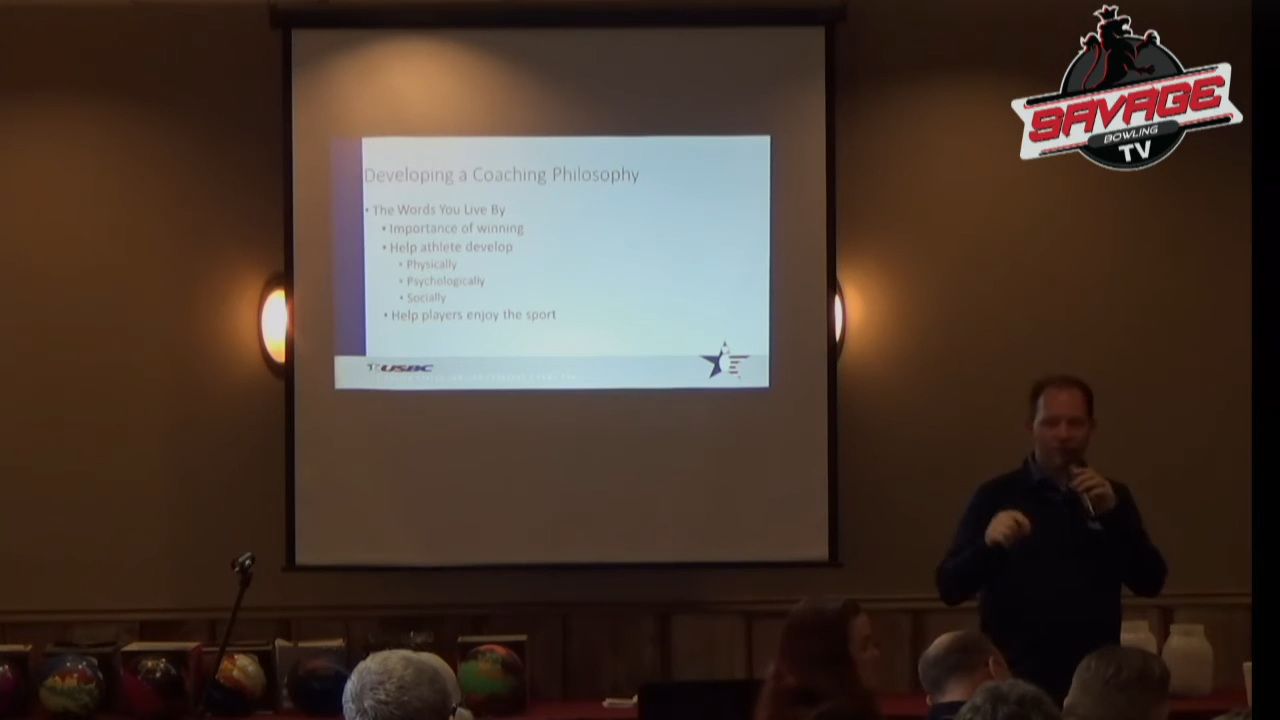 SAVAGE
BOWLING
TV
Developing a Coaching Philosophy
• The Words You Live By
• Importance of winning
• Help athlete develop
• Physically
• Psychologically
• Socially
• Help players enjoy the sport
USBC